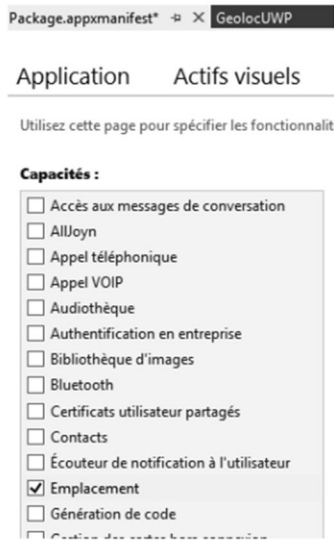 Package.appxmanifest* GeolocUWP
Application Actifs visuels
Utilisez cette page pour spécifier les fonctionnalit
Capacités :
Accès aux messages de conversation
AllJoyn
Appel téléphonique
Appel VOIP
Audiothèque
Authentification en entreprise
Bibliothèque d'images
Bluetooth
Certificats utilisateur partagés
Contacts
Écouteur de notification à l'utilisateur
Emplacement
Génération de code